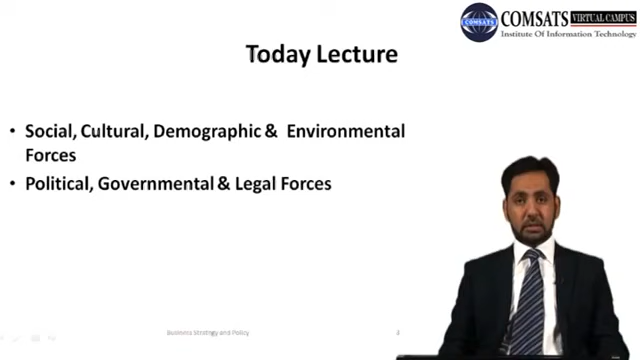 COMSATS VIRTUAL CAMPUS
Institute Of Information Technology
Today Lecture
• Social, Cultural, Demographic & Environmental
Forces
• Political, Governmental & Legal Forces
Business Strategy and Policy